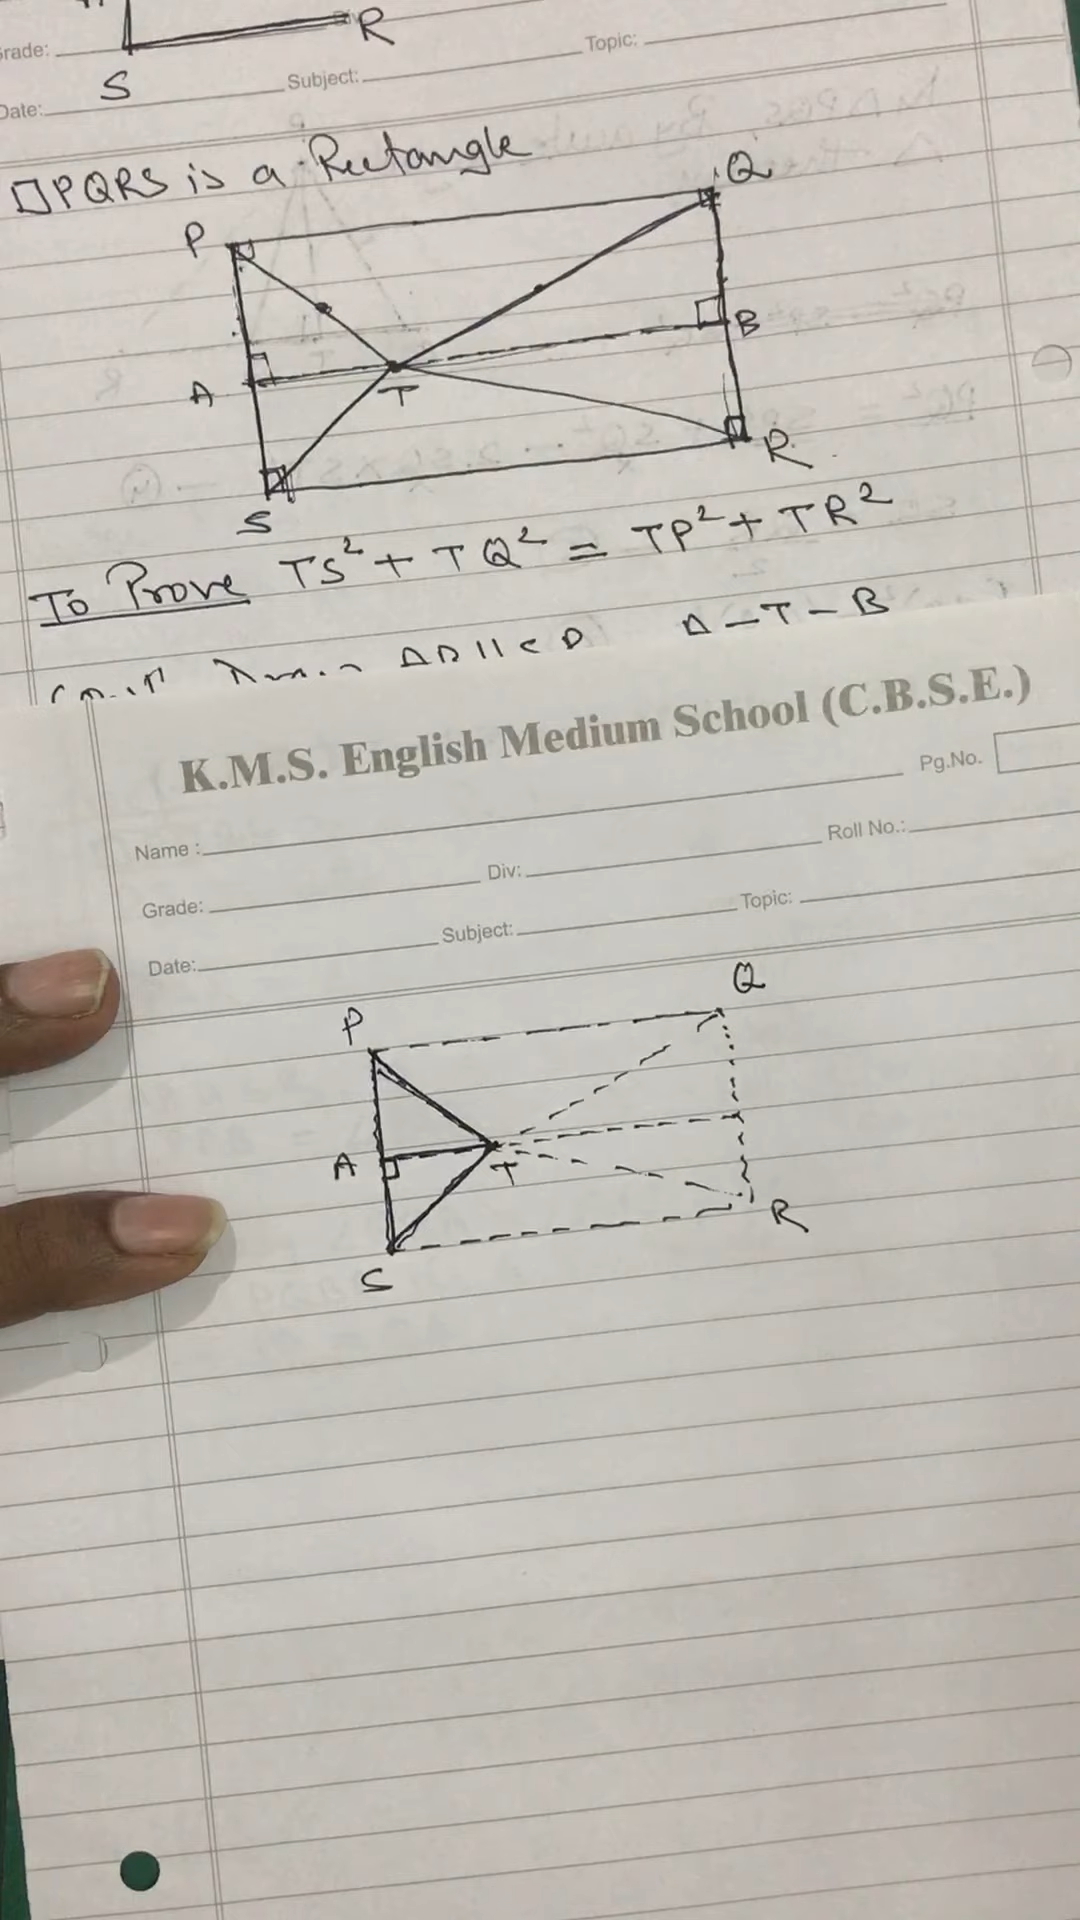 R
Grade:
Topic:
S
Subject:
Date:
□PQRS is a Rectangle
Q
P
B
A
T
R
S
To Prove TS² + TQ² = TP² + TR²
A-T-B
K.M.S. English Medium School (C.B.S.E.)
Pg.No.
Name :
Roll No.:
Div:
Grade:
Topic:
Subject:
Date:
Q
P
A
T
R
S